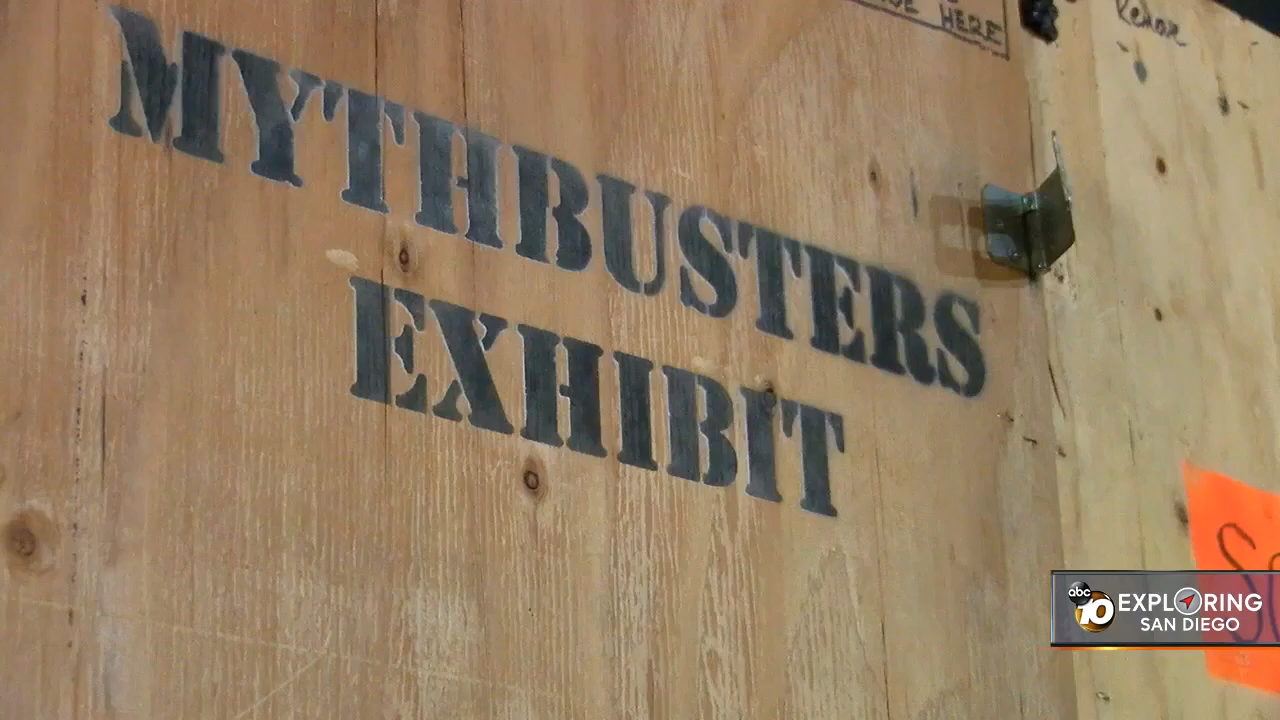 HERE
MYTHBUSTERS
EXHIBIT
abc
10
EXPLORING
SAN DIEGO